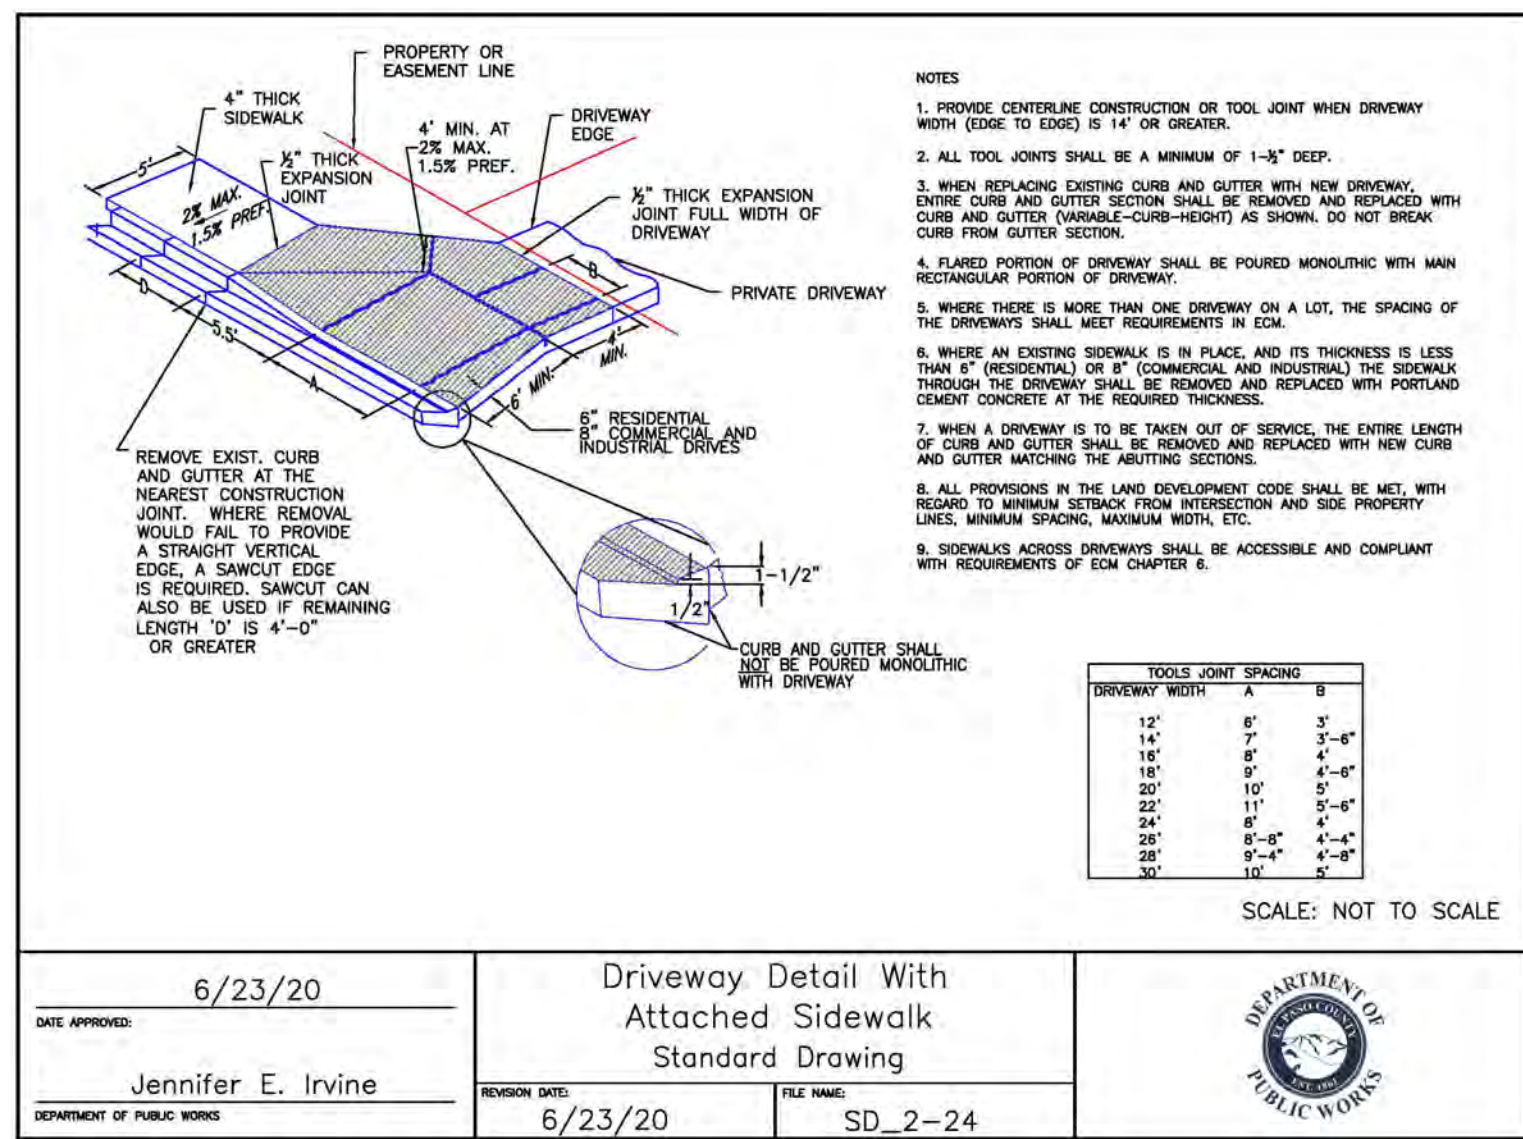 PROPERTY OR
EASEMENT LINE
4" THICK
SIDEWALK
DRIVEWAY
EDGE
4' MIN. AT
2% MAX.
1.5% PREF.
½" THICK
EXPANSION
JOINT
5'
2% MAX.
1.5% PREF.
½" THICK EXPANSION
JOINT FULL WIDTH OF
DRIVEWAY
B
PRIVATE DRIVEWAY
D
5.5'
A
4'
MIN.
6' MIN.
6" RESIDENTIAL
8" COMMERCIAL AND
INDUSTRIAL DRIVES
REMOVE EXIST. CURB
AND GUTTER AT THE
NEAREST CONSTRUCTION
JOINT. WHERE REMOVAL
WOULD FAIL TO PROVIDE
A STRAIGHT VERTICAL
EDGE, A SAWCUT EDGE
IS REQUIRED. SAWCUT CAN
ALSO BE USED IF REMAINING
LENGTH 'D' IS 4'-0"
OR GREATER
1-1/2"
1/2"
CURB AND GUTTER SHALL
NOT BE POURED MONOLITHIC
WITH DRIVEWAY
NOTES
1. PROVIDE CENTERLINE CONSTRUCTION OR TOOL JOINT WHEN DRIVEWAY
WIDTH (EDGE TO EDGE) IS 14' OR GREATER.
2. ALL TOOL JOINTS SHALL BE A MINIMUM OF 1-½" DEEP.
3. WHEN REPLACING EXISTING CURB AND GUTTER WITH NEW DRIVEWAY,
ENTIRE CURB AND GUTTER SECTION SHALL BE REMOVED AND REPLACED WITH
CURB AND GUTTER (VARIABLE-CURB-HEIGHT) AS SHOWN. DO NOT BREAK
CURB FROM GUTTER SECTION.
4. FLARED PORTION OF DRIVEWAY SHALL BE POURED MONOLITHIC WITH MAIN
RECTANGULAR PORTION OF DRIVEWAY.
5. WHERE THERE IS MORE THAN ONE DRIVEWAY ON A LOT, THE SPACING OF
THE DRIVEWAYS SHALL MEET REQUIREMENTS IN ECM.
6. WHERE AN EXISTING SIDEWALK IS IN PLACE, AND ITS THICKNESS IS LESS
THAN 6" (RESIDENTIAL) OR 8" (COMMERCIAL AND INDUSTRIAL) THE SIDEWALK
THROUGH THE DRIVEWAY SHALL BE REMOVED AND REPLACED WITH PORTLAND
CEMENT CONCRETE AT THE REQUIRED THICKNESS.
7. WHEN A DRIVEWAY IS TO BE TAKEN OUT OF SERVICE, THE ENTIRE LENGTH
OF CURB AND GUTTER SHALL BE REMOVED AND REPLACED WITH NEW CURB
AND GUTTER MATCHING THE ABUTTING SECTIONS.
8. ALL PROVISIONS IN THE LAND DEVELOPMENT CODE SHALL BE MET, WITH
REGARD TO MINIMUM SETBACK FROM INTERSECTION AND SIDE PROPERTY
LINES, MINIMUM SPACING, MAXIMUM WIDTH, ETC.
9. SIDEWALKS ACROSS DRIVEWAYS SHALL BE ACCESSIBLE AND COMPLIANT
WITH REQUIREMENTS OF ECM CHAPTER 6.
TOOLS JOINT SPACING
DRIVEWAY WIDTH A B
12' 6' 3'
14' 7' 3'-6"
16' 8' 4'
18' 9' 4'-6"
20' 10' 5'
22' 11' 5'-6"
24' 8' 4'
26' 8'-8" 4'-4"
28' 9'-4" 4'-8"
30' 10' 5'
SCALE: NOT TO SCALE
6/23/20
DATE APPROVED:
Jennifer E. Irvine
DEPARTMENT OF PUBLIC WORKS
Driveway Detail With
Attached Sidewalk
Standard Drawing
REVISION DATE:
6/23/20
FILE NAME:
SD_2-24
DEPARTMENT OF
EL PASO COUNTY
PUBLIC WORKS